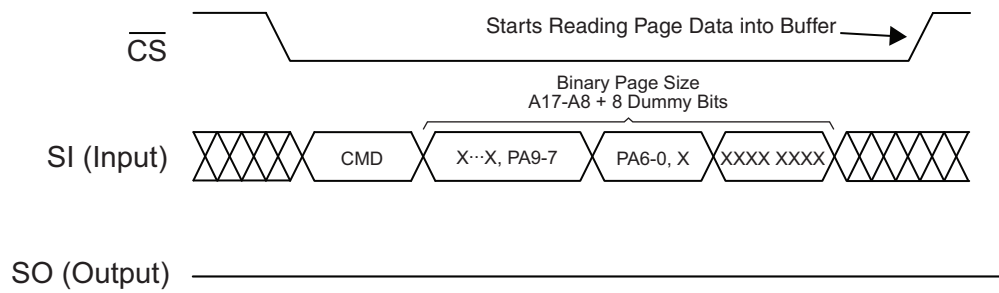 Starts Reading Page Data into Buffer
CS
Binary Page Size
A17-A8 + 8 Dummy Bits
SI (Input)
CMD
X···X, PA9-7
PA6-0, X
XXXX XXXX
SO (Output)